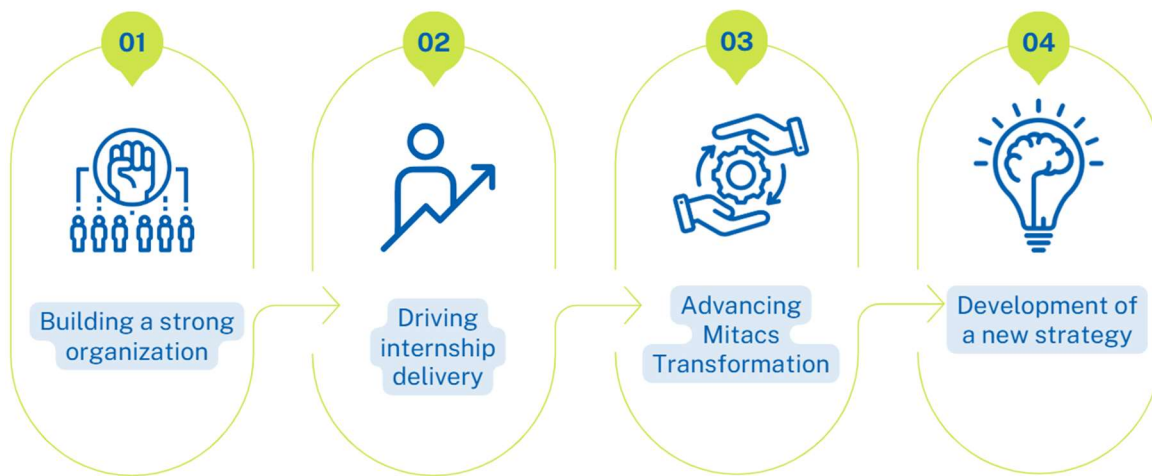 01
Building a strong
organization
02
Driving
internship
delivery
03
Advancing
Mitacs
Transformation
04
Development of
a new strategy